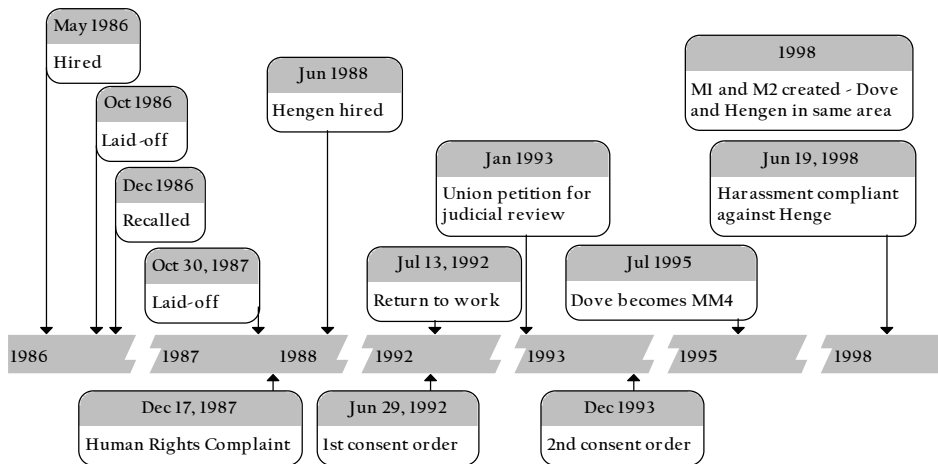 May 1986
Hired
Oct 1986
Laid-off
Dec 1986
Recalled
Oct 30, 1987
Laid-off
Jun 1988
Hengen hired
Jul 13, 1992
Return to work
Jan 1993
Union petition for
judicial review
Jul 1995
Dove becomes MM4
1998
M1 and M2 created - Dove
and Hengen in same area
Jun 19, 1998
Harassment compliant
against Henge
1986
1987
1988
1992
1993
1995
1998
Dec 17, 1987
Human Rights Complaint
Jun 29, 1992
1st consent order
Dec 1993
2nd consent order